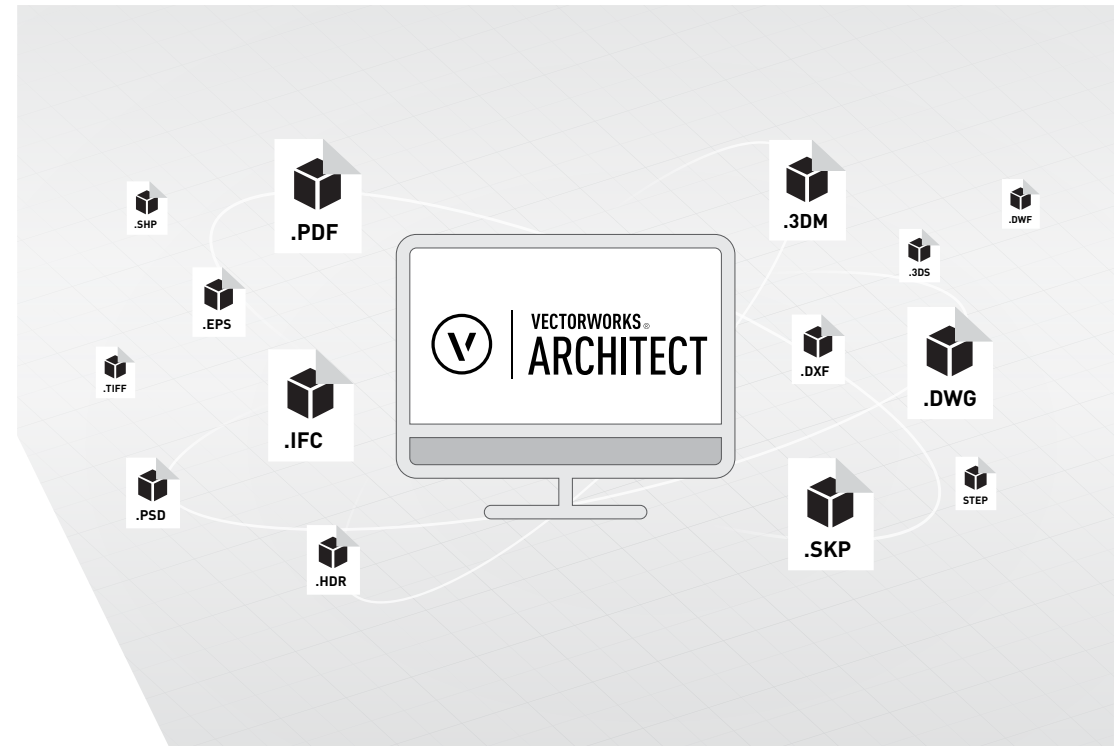 .SHP
.PDF
.EPS
.TIFF
.IFC
.PSD
.HDR
VECTORWORKS®
ARCHITECT
.3DM
.DWF
.3DS
.DXF
.DWG
.SKP
STEP